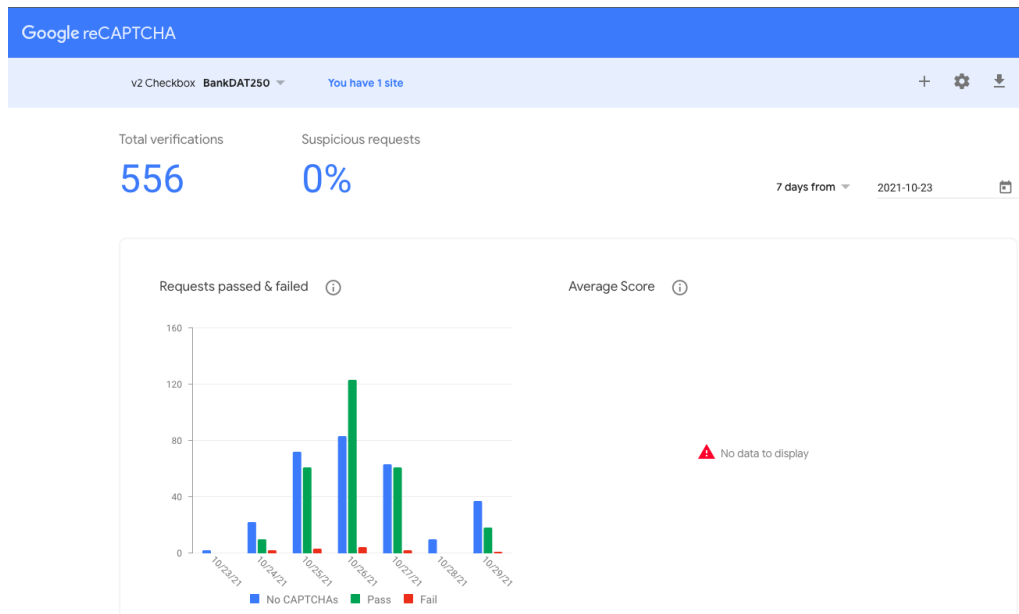 Google reCAPTCHA
v2 Checkbox BankDAT250 You have 1 site
Total verifications Suspicious requests
556 0%
7 days from 2021-10-23
Requests passed & failed Average Score
160
120
80
40
0
No data to display
10/23/21 10/24/21 10/25/21 10/26/21 10/27/21 10/28/21 10/29/21
No CAPTCHAs Pass Fail